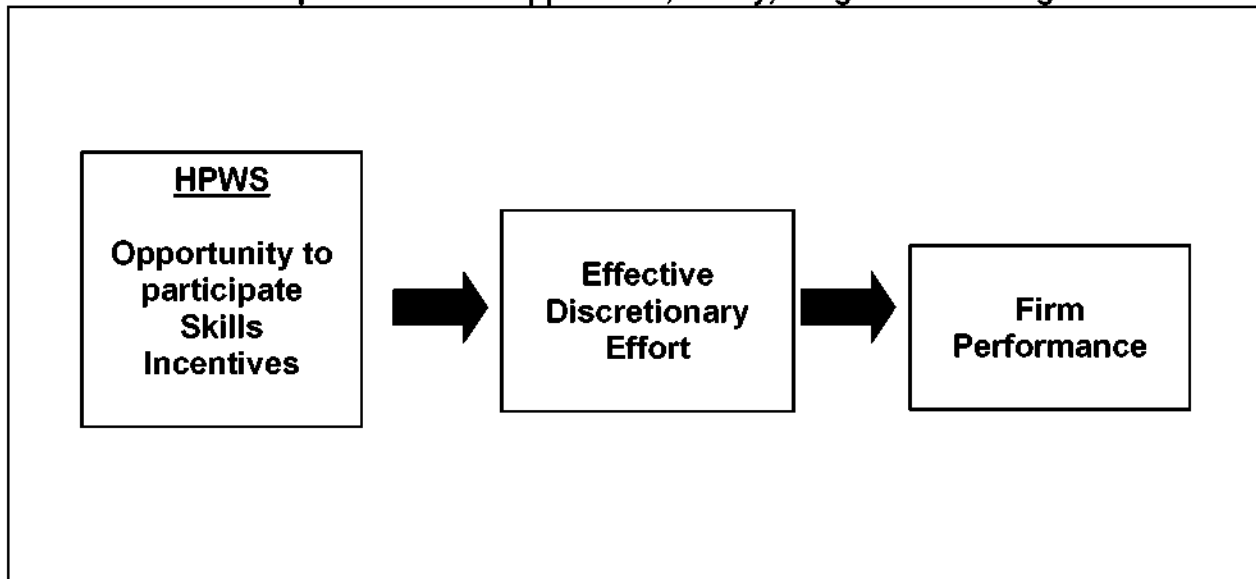 HPWS
Opportunity to
participate
Skills
Incentives
Effective
Discretionary
Effort
Firm
Performance